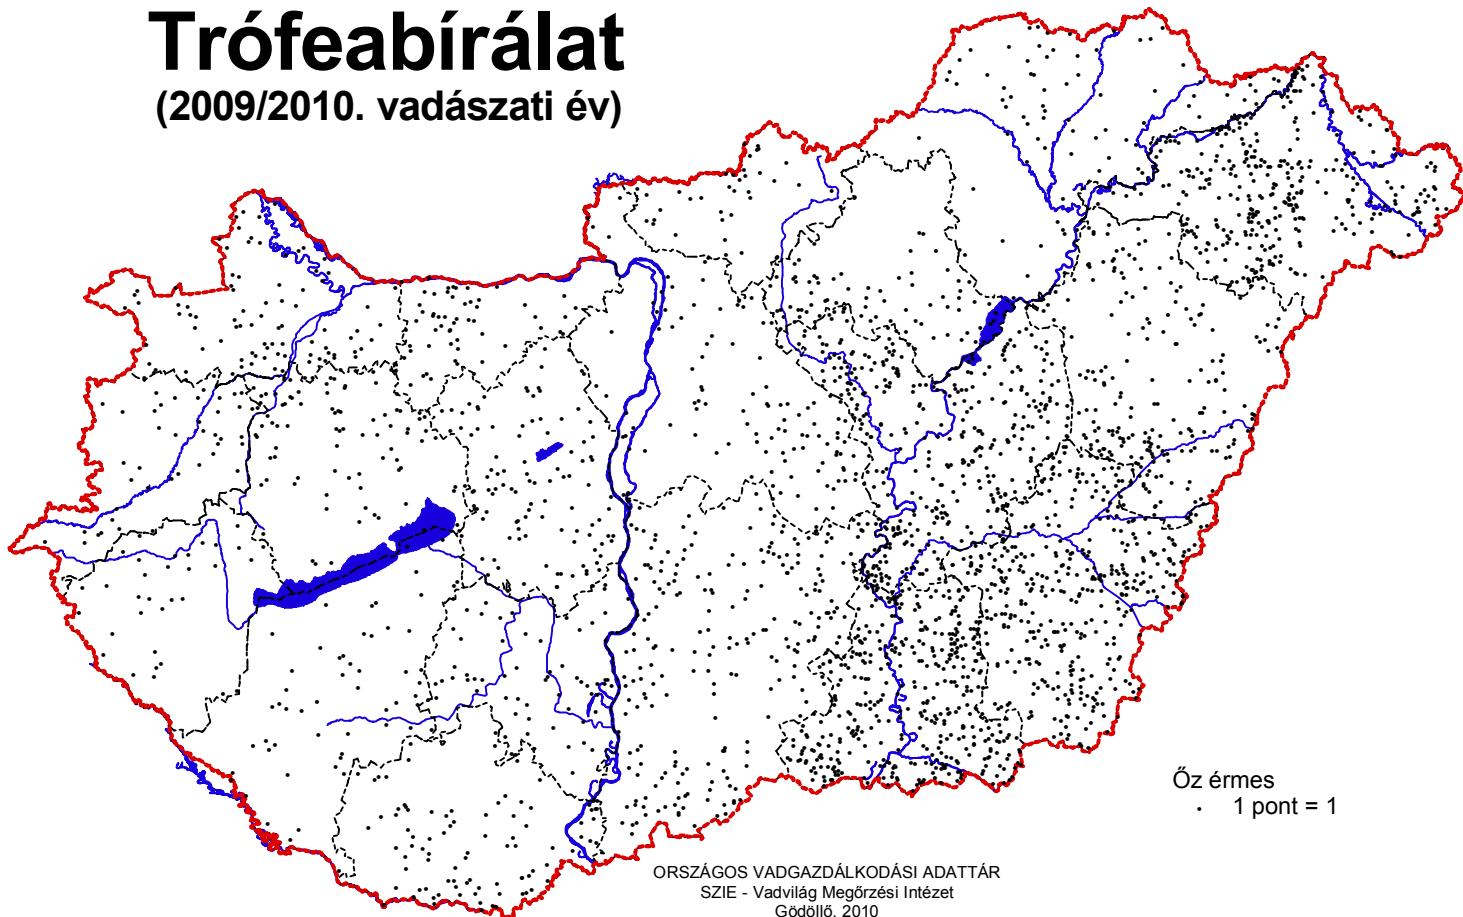 Trófeabírálat
(2009/2010. vadászati év)
Őz érmes
1 pont = 1
ORSZÁGOS VADGAZDÁLKODÁSI ADATTÁR
SZIE - Vadvilág Megőrzési Intézet
Gödöllő, 2010